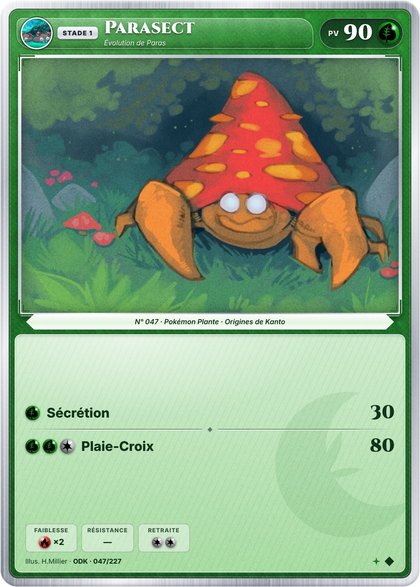 STADE 1
PARASECT
Évolution de Paras
PV 90
N° 047 · Pokémon Plante · Origines de Kanto
Sécrétion 30
Plaie-Croix 80
FAIBLESSE RÉSISTANCE RETRAITE
×2 —
Illus. H.Millier · ODK · 047/227